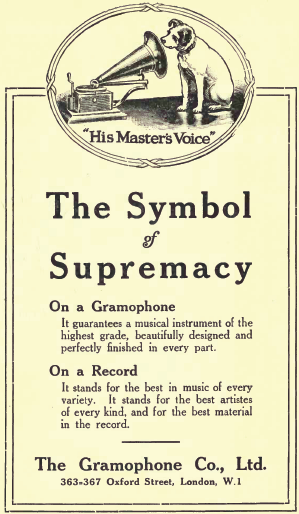 "His Master's Voice"
The Symbol
of
Supremacy
On a Gramophone
It guarantees a musical instrument of the
highest grade, beautifully designed and
perfectly finished in every part.
On a Record
It stands for the best in music of every
variety. It stands for the best artistes
of every kind, and for the best material
in the record.
The Gramophone Co., Ltd.
363-367 Oxford Street, London, W.1